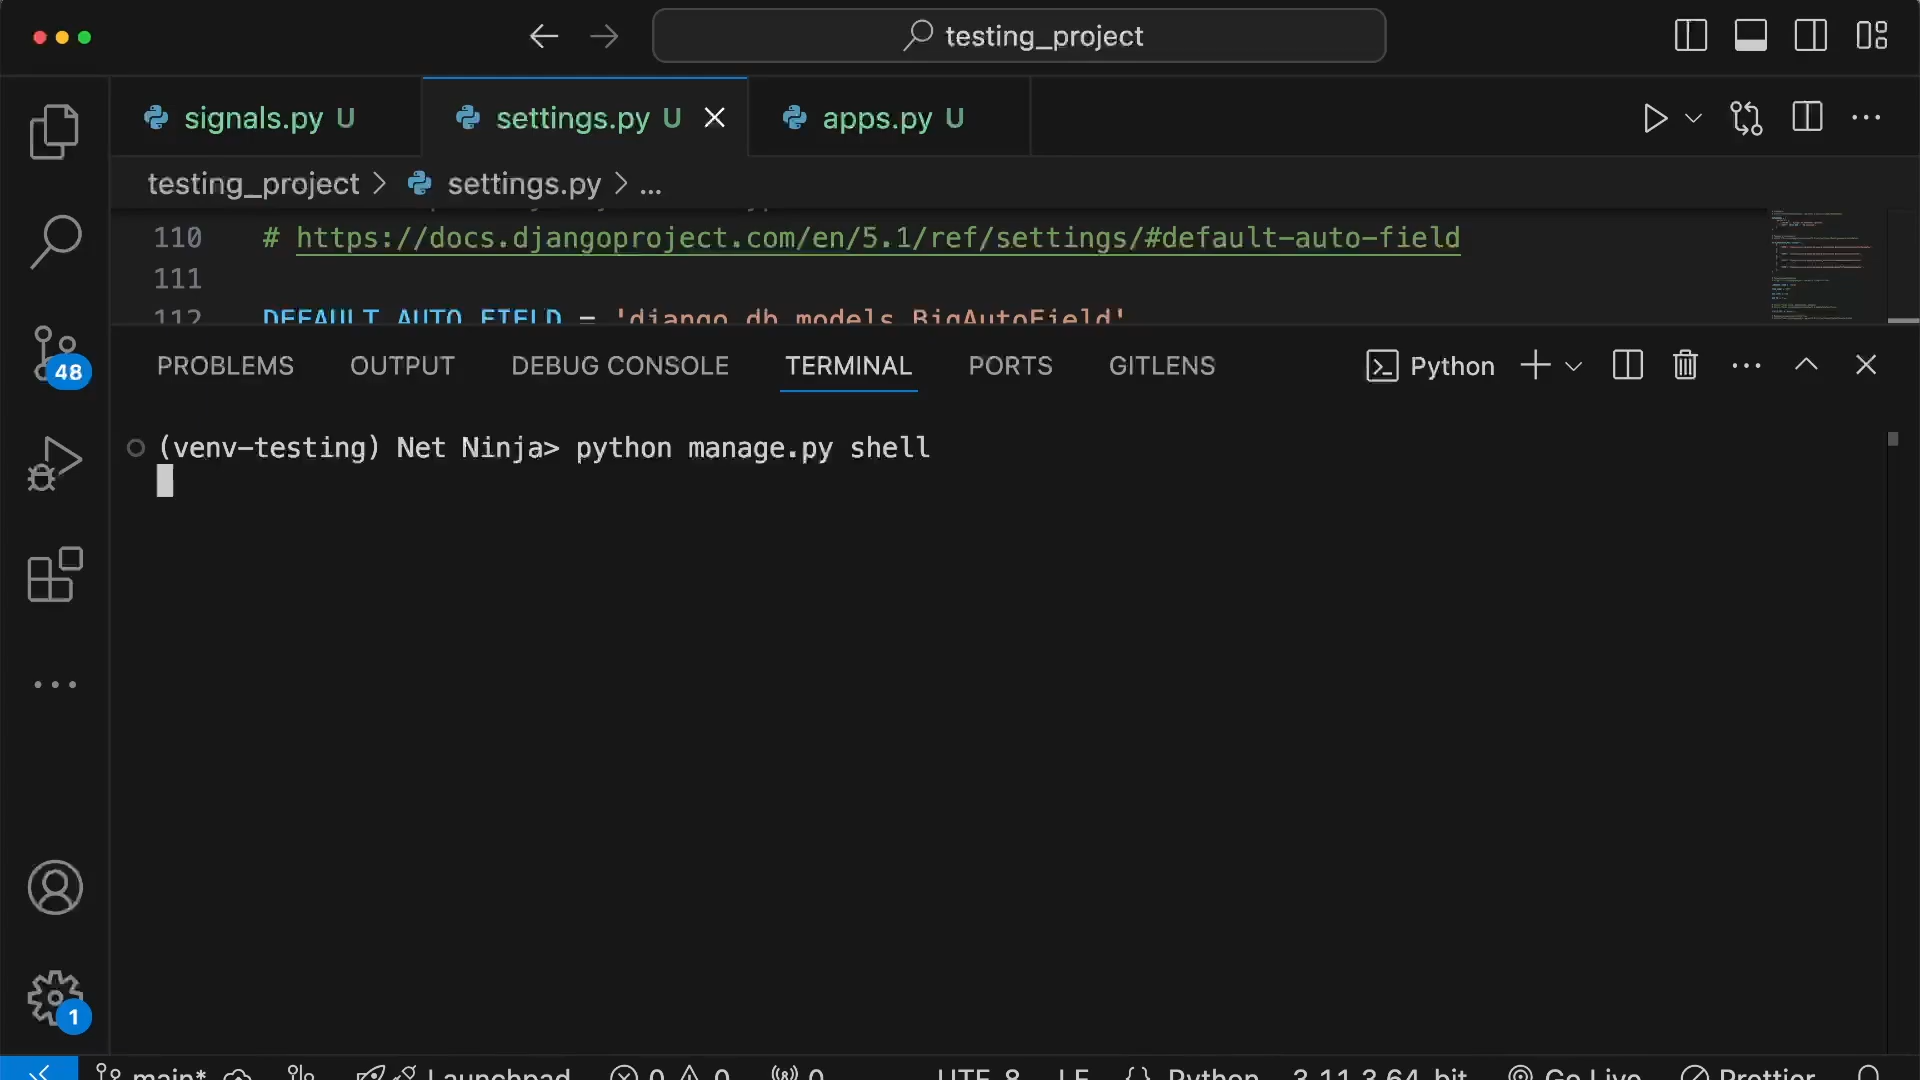 testing_project
signals.py U
settings.py U
apps.py U
testing_project > settings.py > ...
110 # https://docs.djangoproject.com/en/5.1/ref/settings/#default-auto-field
111
112 DEFAULT_AUTO_FIELD = 'django.db.models.BigAutoField'
PROBLEMS OUTPUT DEBUG CONSOLE TERMINAL PORTS GITLENS Python
48
(venv-testing) Net Ninja> python manage.py shell
1
main* Launchpad 0 0 0 UTF-8 LF {} Python 3.11.3 64-bit Go Live Prettier